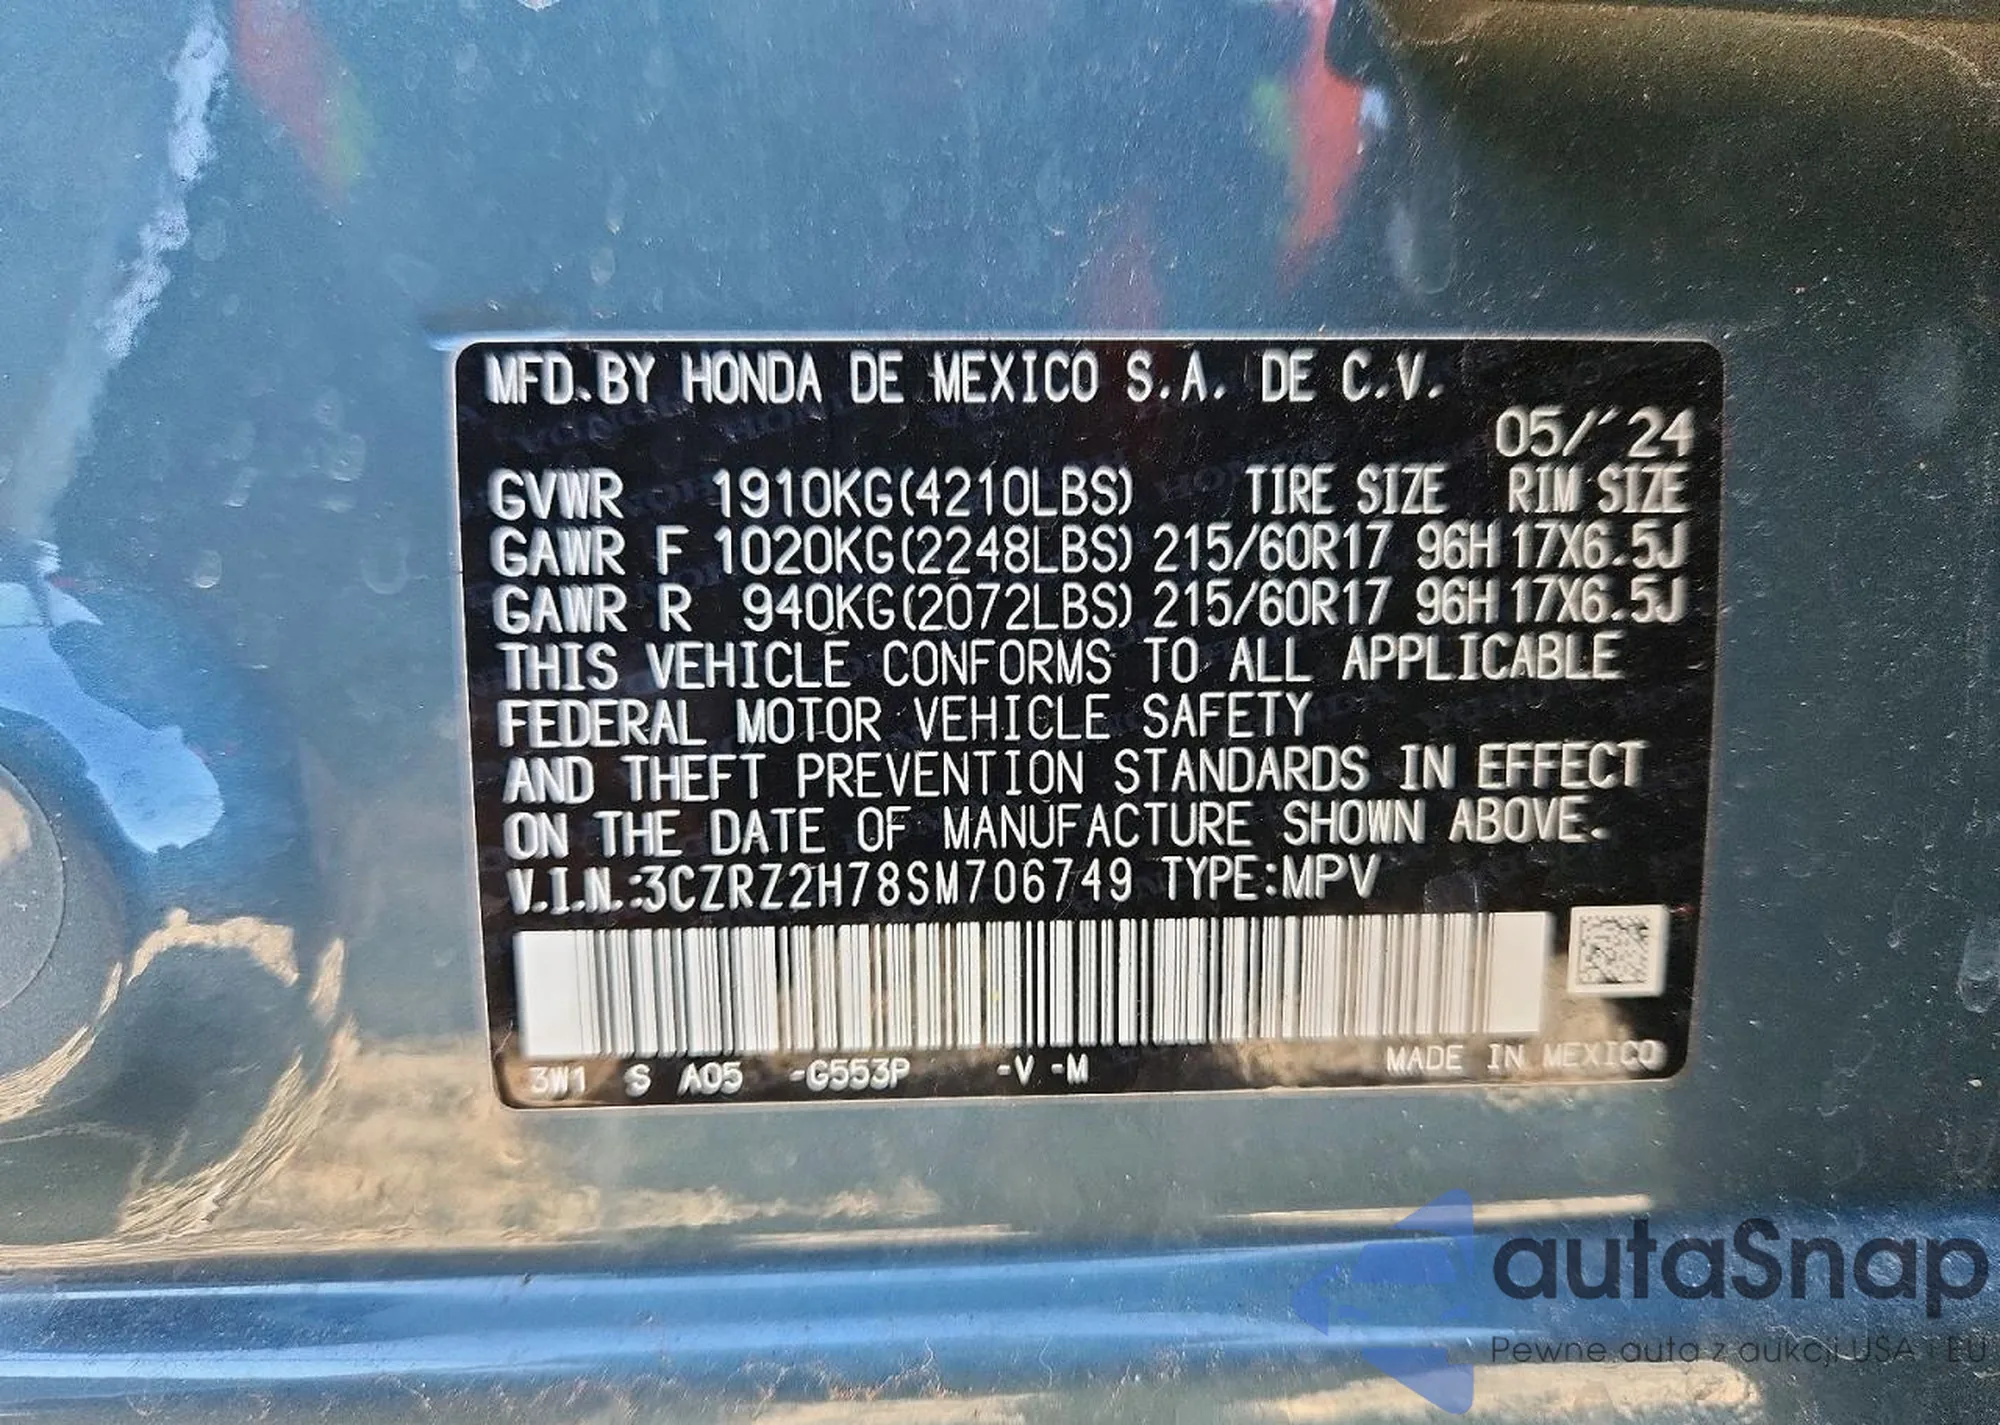 MFD.BY HONDA DE MEXICO S.A. DE C.V.
05/´24
GVWR 1910KG(4210LBS) TIRE SIZE RIM SIZE
GAWR F 1020KG(2248LBS) 215/60R17 96H 17X6.5J
GAWR R 940KG(2072LBS) 215/60R17 96H 17X6.5J
THIS VEHICLE CONFORMS TO ALL APPLICABLE
FEDERAL MOTOR VEHICLE SAFETY
AND THEFT PREVENTION STANDARDS IN EFFECT
ON THE DATE OF MANUFACTURE SHOWN ABOVE.
V.I.N.:3CZRZ2H78SM706749 TYPE:MPV
3W1 S A05 -G553P -V -M MADE IN MEXICO
autaSnap
Pewne auta z aukcji USA i EU